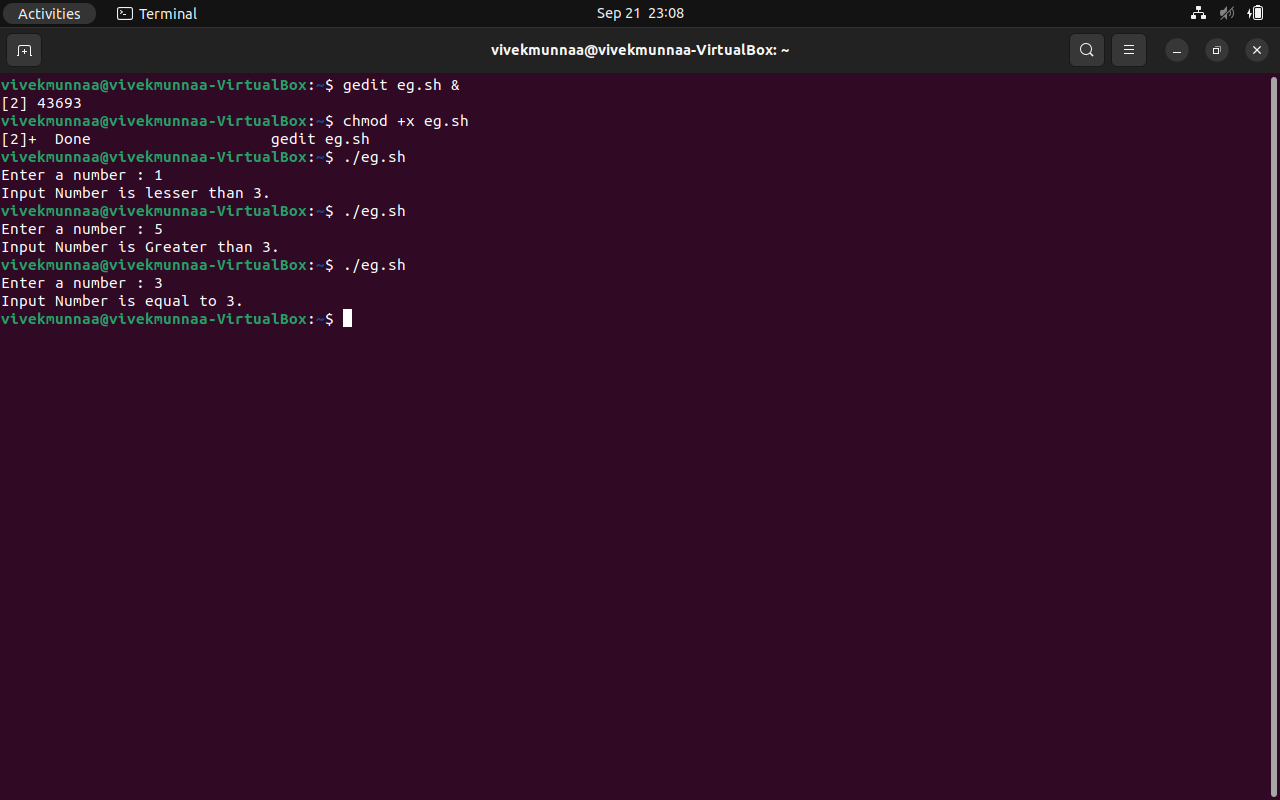 Activities Terminal Sep 21 23:08
vivekmunnaa@vivekmunnaa-VirtualBox: ~
vivekmunnaa@vivekmunnaa-VirtualBox:~$ gedit eg.sh &
[2] 43693
vivekmunnaa@vivekmunnaa-VirtualBox:~$ chmod +x eg.sh
[2]+  Done                    gedit eg.sh
vivekmunnaa@vivekmunnaa-VirtualBox:~$ ./eg.sh
Enter a number : 1
Input Number is lesser than 3.
vivekmunnaa@vivekmunnaa-VirtualBox:~$ ./eg.sh
Enter a number : 5
Input Number is Greater than 3.
vivekmunnaa@vivekmunnaa-VirtualBox:~$ ./eg.sh
Enter a number : 3
Input Number is equal to 3.
vivekmunnaa@vivekmunnaa-VirtualBox:~$